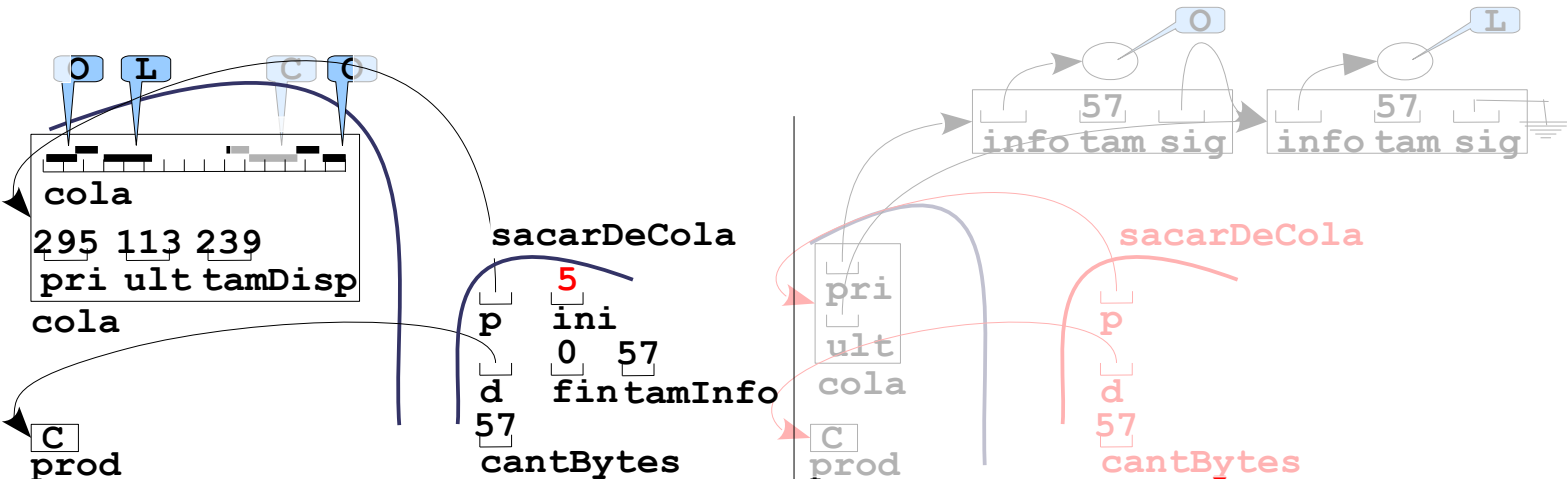 O L C O
cola
295 113 239
pri ult tamDisp
cola
sacarDeCola
5
p ini
0 57
d fin tamInfo
57
cantBytes
C
prod
O L
57 57
info tam sig info tam sig
sacarDeCola
pri
p
ult
cola
d
57
cantBytes
C
prod